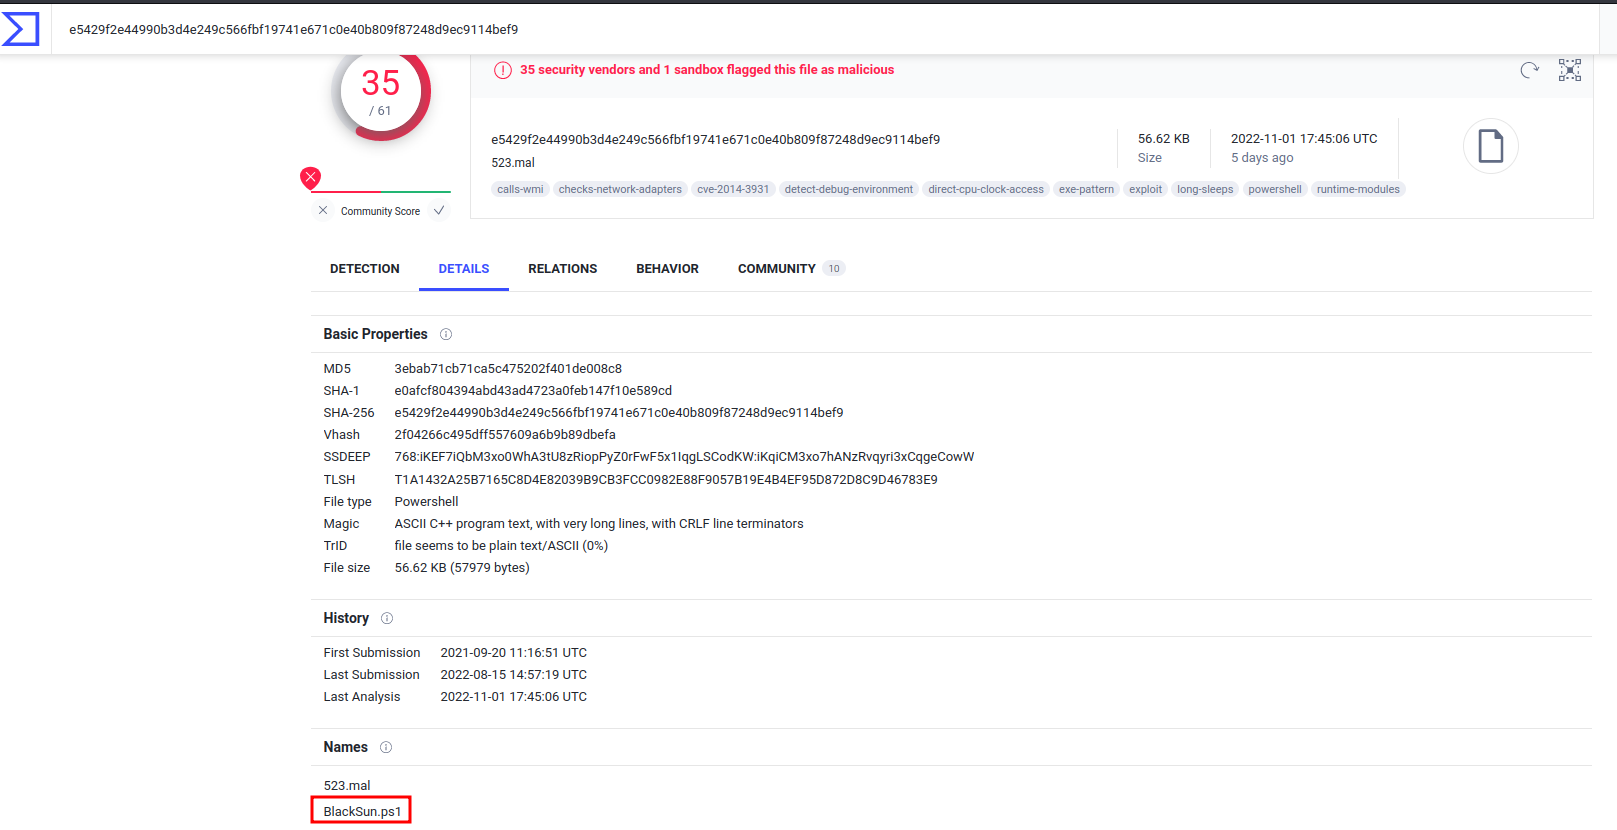 e5429f2e44990b3d4e249c566fbf19741e671c0e40b809f87248d9ec9114bef9
35
/ 61
35 security vendors and 1 sandbox flagged this file as malicious
e5429f2e44990b3d4e249c566fbf19741e671c0e40b809f87248d9ec9114bef9
523.mal
56.62 KB
Size
2022-11-01 17:45:06 UTC
5 days ago
calls-wmi checks-network-adapters cve-2014-3931 detect-debug-environment direct-cpu-clock-access exe-pattern exploit long-sleeps powershell runtime-modules
Community Score
DETECTION DETAILS RELATIONS BEHAVIOR COMMUNITY 10
Basic Properties
MD5 3ebab71cb71ca5c475202f401de008c8
SHA-1 e0afcf804394abd43ad4723a0feb147f10e589cd
SHA-256 e5429f2e44990b3d4e249c566fbf19741e671c0e40b809f87248d9ec9114bef9
Vhash 2f04266c495dff557609a6b9b89dbefa
SSDEEP 768:iKEF7iQbM3xo0WhA3tU8zRiopPyZ0rFwF5x1IqgLSCodKW:iKqiCM3xo7hANzRvqyri3xCqgeCowW
TLSH T1A1432A25B7165C8D4E82039B9CB3FCC0982E88F9057B19E4B4EF95D872D8C9D46783E9
File type Powershell
Magic ASCII C++ program text, with very long lines, with CRLF line terminators
TrID file seems to be plain text/ASCII (0%)
File size 56.62 KB (57979 bytes)
History
First Submission 2021-09-20 11:16:51 UTC
Last Submission 2022-08-15 14:57:19 UTC
Last Analysis 2022-11-01 17:45:06 UTC
Names
523.mal
BlackSun.ps1